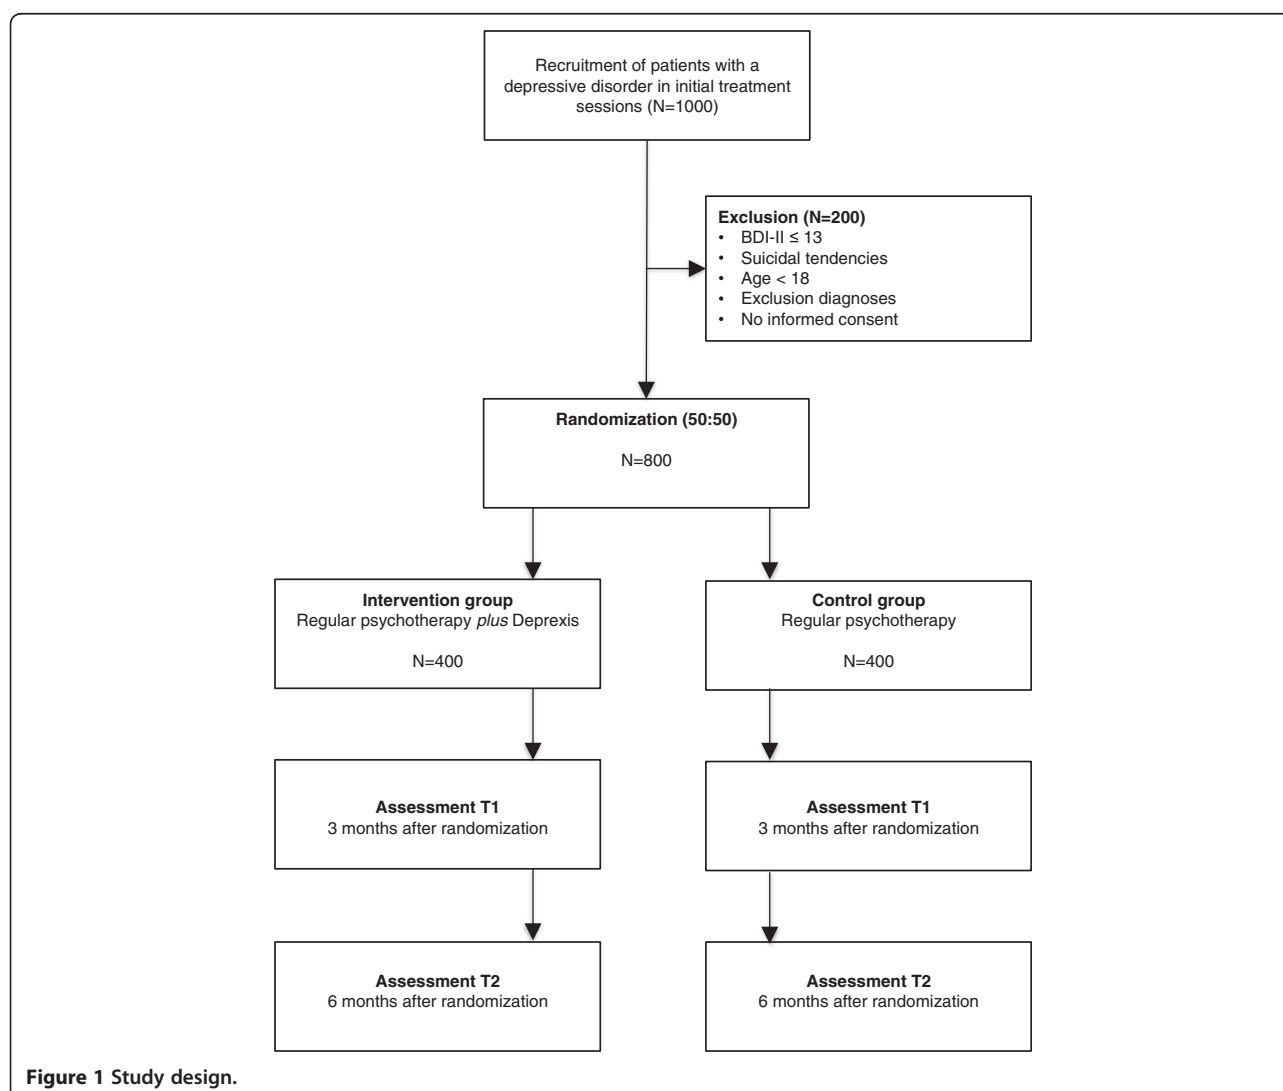 Recruitment of patients with a
depressive disorder in initial treatment
sessions (N=1000)
Exclusion (N=200)
• BDI-II ≤ 13
• Suicidal tendencies
• Age < 18
• Exclusion diagnoses
• No informed consent
Randomization (50:50)
N=800
Intervention group
Regular psychotherapy plus Deprexis
N=400
Control group
Regular psychotherapy
N=400
Assessment T1
3 months after randomization
Assessment T1
3 months after randomization
Assessment T2
6 months after randomization
Assessment T2
6 months after randomization
Figure 1 Study design.